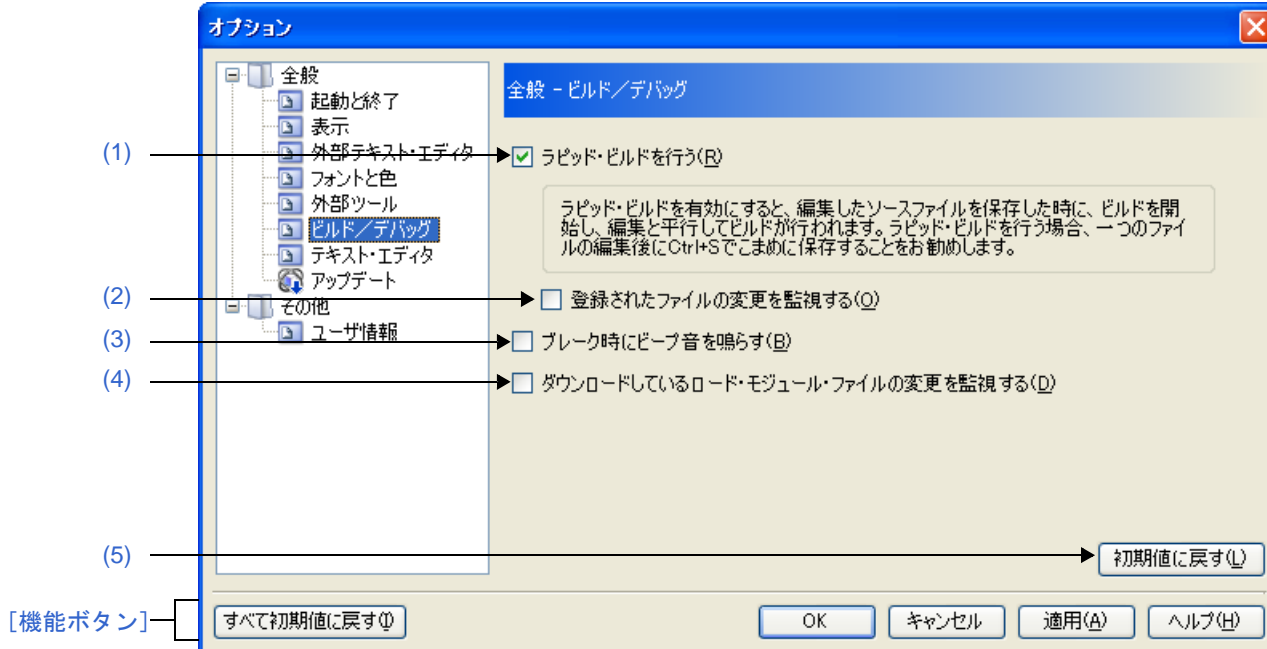 オプション
全般
起動と終了
表示
外部テキスト・エディタ
フォントと色
外部ツール
ビルド／デバッグ
テキスト・エディタ
アップデート
その他
ユーザ情報
全般 - ビルド／デバッグ
(1)
ラピッド・ビルドを行う(R)
ラピッド・ビルドを有効にすると、編集したソースファイルを保存した時に、ビルドを開
始し、編集と平行してビルドが行われます。ラピッド・ビルドを行う場合、一つのファイ
ルの編集後にCtrl+Sでこまめに保存することをお勧めします。
(2)
登録されたファイルの変更を監視する(O)
(3)
ブレーク時にビープ音を鳴らす(B)
(4)
ダウンロードしているロード・モジュール・ファイルの変更を監視する(D)
(5)
初期値に戻す(L)
［機能ボタン］
すべて初期値に戻す(I)
OK
キャンセル
適用(A)
ヘルプ(H)